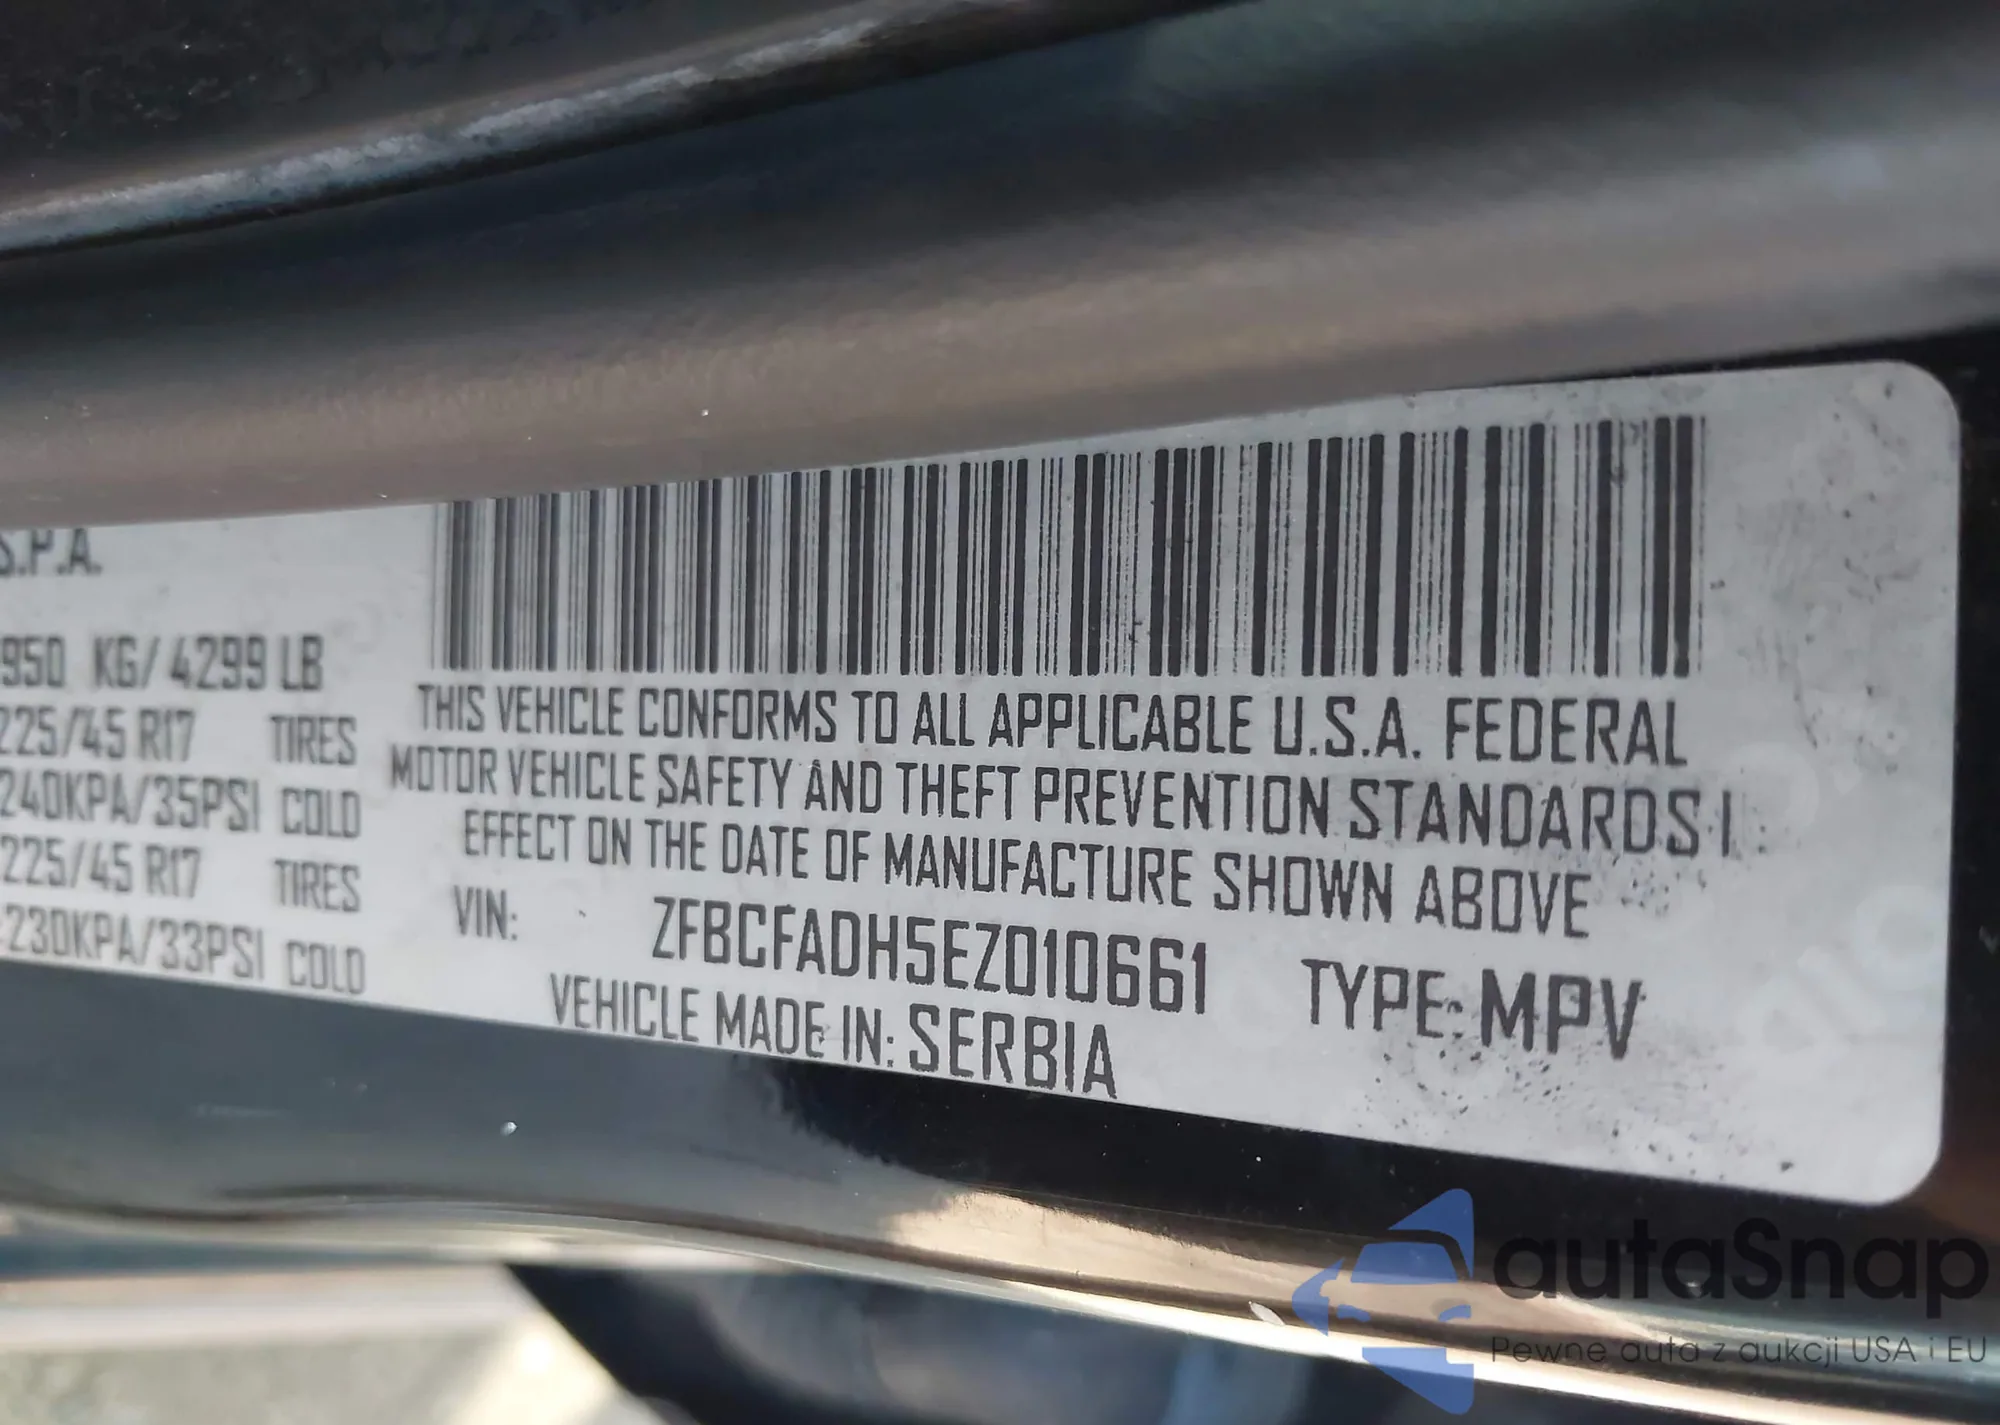 S.P.A.
950 KG/ 4299 LB
225/45 R17 TIRES
240KPA/35PSI COLD
225/45 R17 TIRES
230KPA/33PSI COLD
THIS VEHICLE CONFORMS TO ALL APPLICABLE U.S.A. FEDERAL
MOTOR VEHICLE SAFETY AND THEFT PREVENTION STANDARDS I
EFFECT ON THE DATE OF MANUFACTURE SHOWN ABOVE
VIN: ZFBCFADH5EZ010661 TYPE: MPV
VEHICLE MADE IN: SERBIA
autaSnap
Pewne auta z aukcji USA i EU